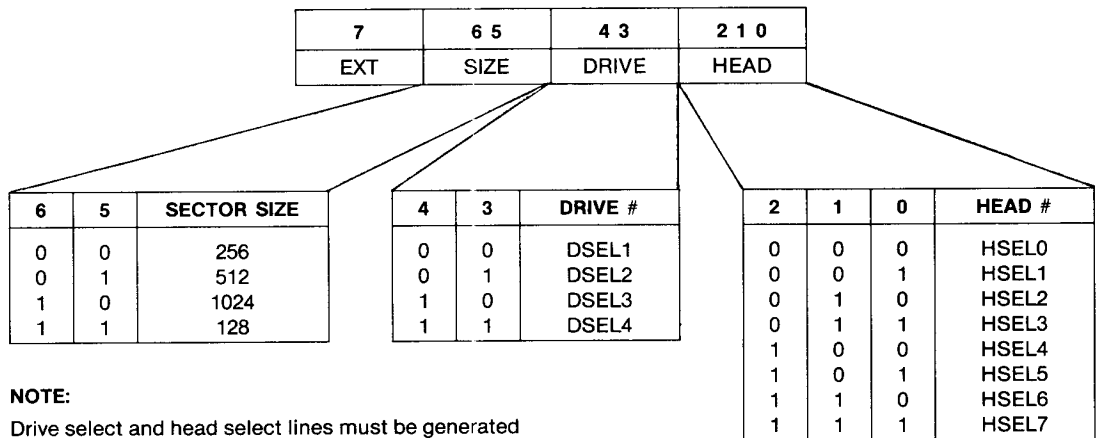 7 6 5 4 3 2 1 0
EXT SIZE DRIVE HEAD
6 5 SECTOR SIZE
0 0 256
0 1 512
1 0 1024
1 1 128
4 3 DRIVE #
0 0 DSEL1
0 1 DSEL2
1 0 DSEL3
1 1 DSEL4
2 1 0 HEAD #
0 0 0 HSEL0
0 0 1 HSEL1
0 1 0 HSEL2
0 1 1 HSEL3
1 0 0 HSEL4
1 0 1 HSEL5
1 1 0 HSEL6
1 1 1 HSEL7
NOTE:
Drive select and head select lines must be generated